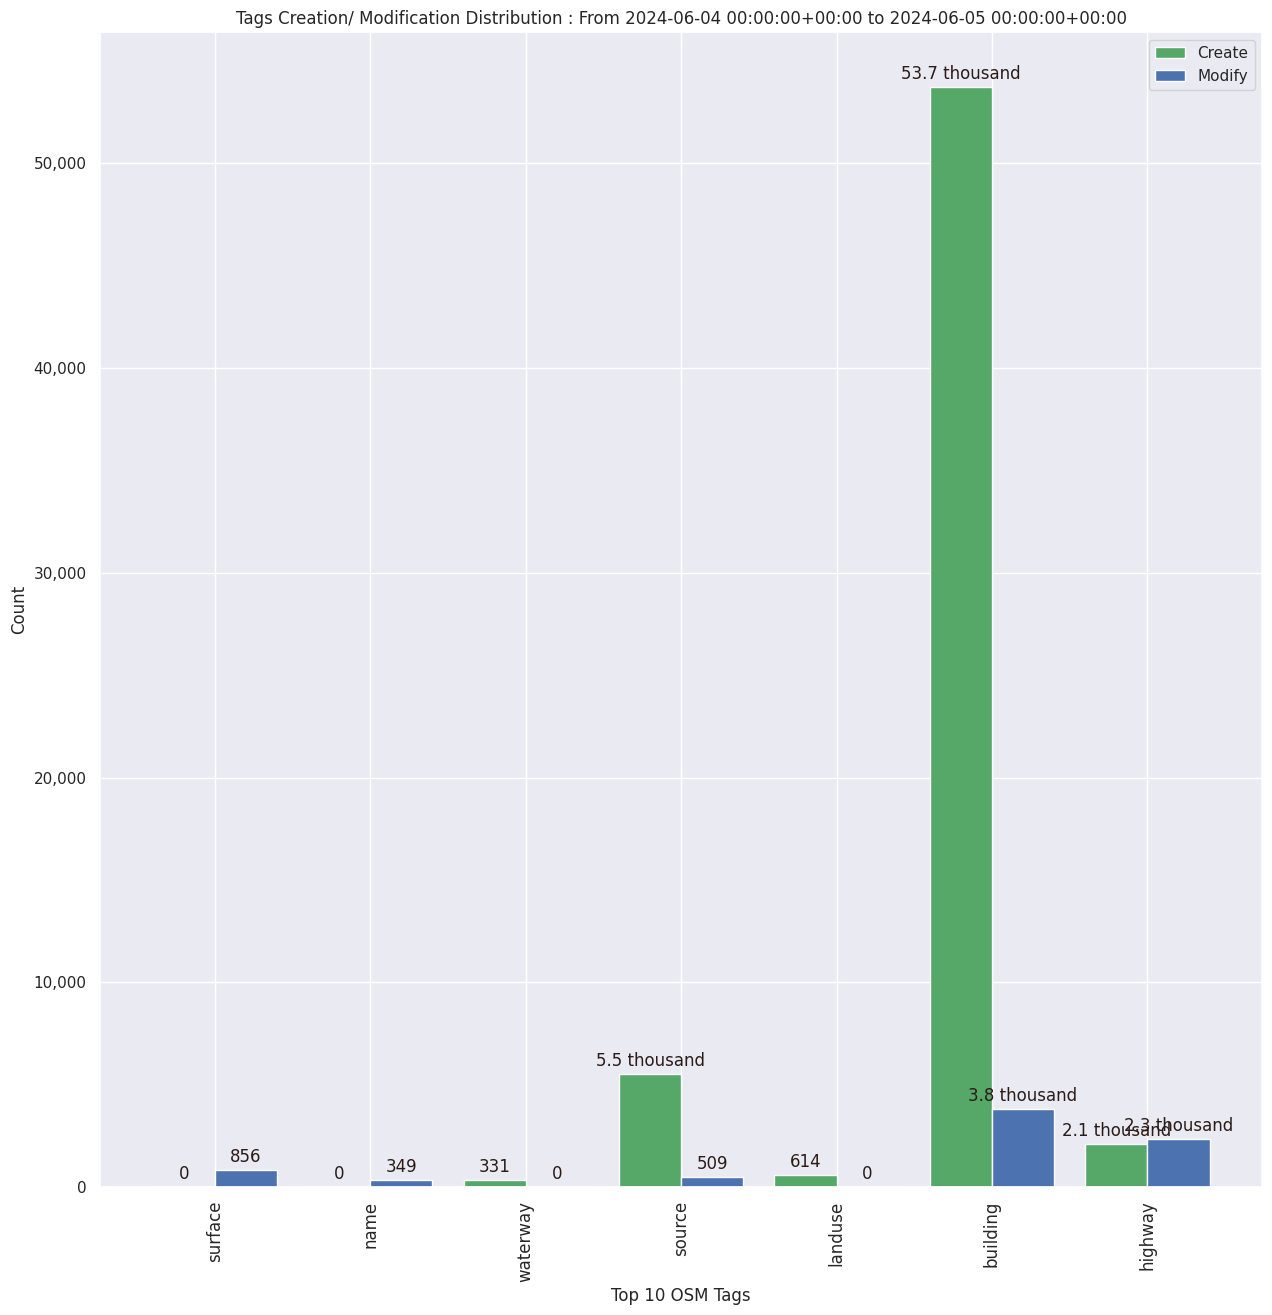 Tags Creation/ Modification Distribution : From 2024-06-04 00:00:00+00:00 to 2024-06-05 00:00:00+00:00
Create
Modify
53.7 thousand
50,000
40,000
30,000
20,000
10,000
0
Count
0
856
0
349
331
0
5.5 thousand
509
614
0
3.8 thousand
2.1 thousand
2.3 thousand
surface
name
waterway
source
landuse
building
highway
Top 10 OSM Tags